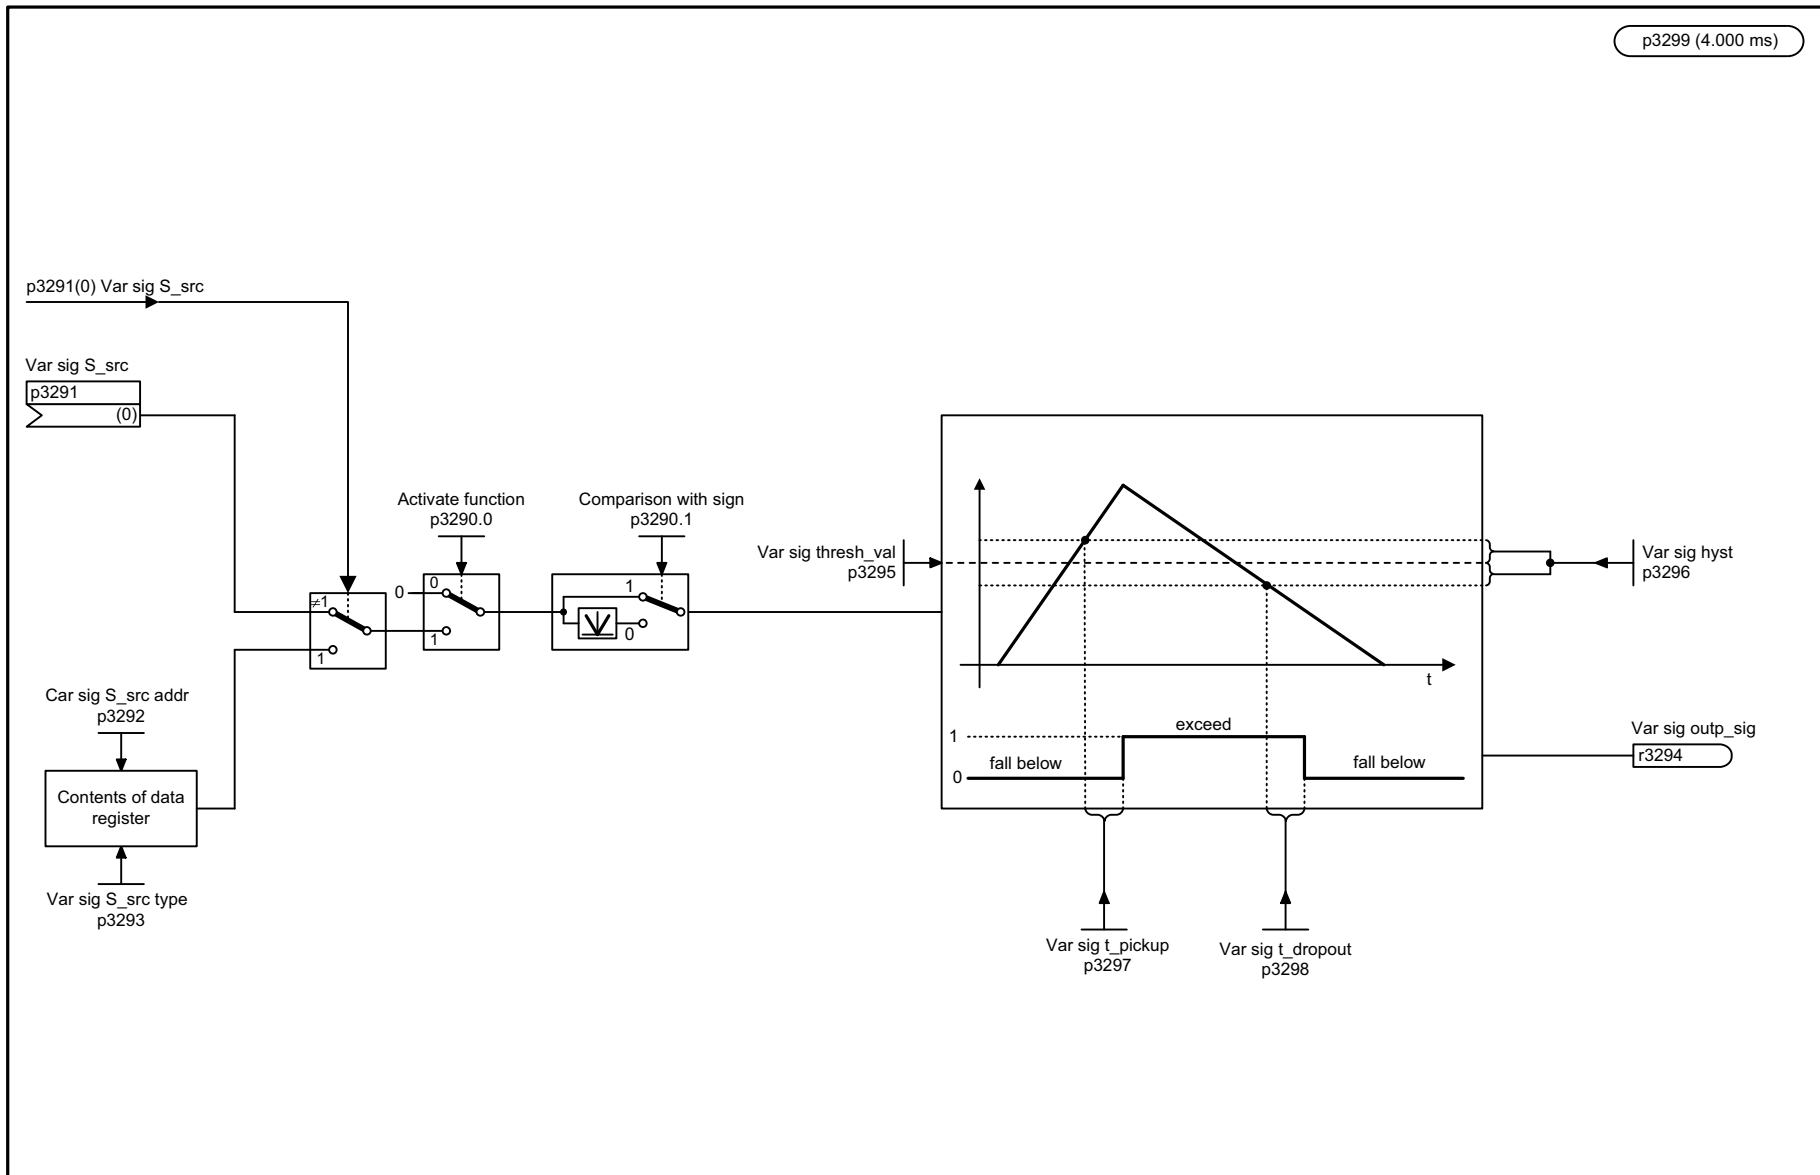 p3299 (4.000 ms)
p3291(0) Var sig S_src
Var sig S_src
p3291
(0)
Activate function
p3290.0
Comparison with sign
p3290.1
Var sig thresh_val
p3295
Var sig hyst
p3296
≠1
1
0
0
1
1
0
t
Car sig S_src addr
p3292
Contents of data
register
Var sig S_src type
p3293
1
0
fall below
exceed
fall below
Var sig outp_sig
r3294
Var sig t_pickup
p3297
Var sig t_dropout
p3298